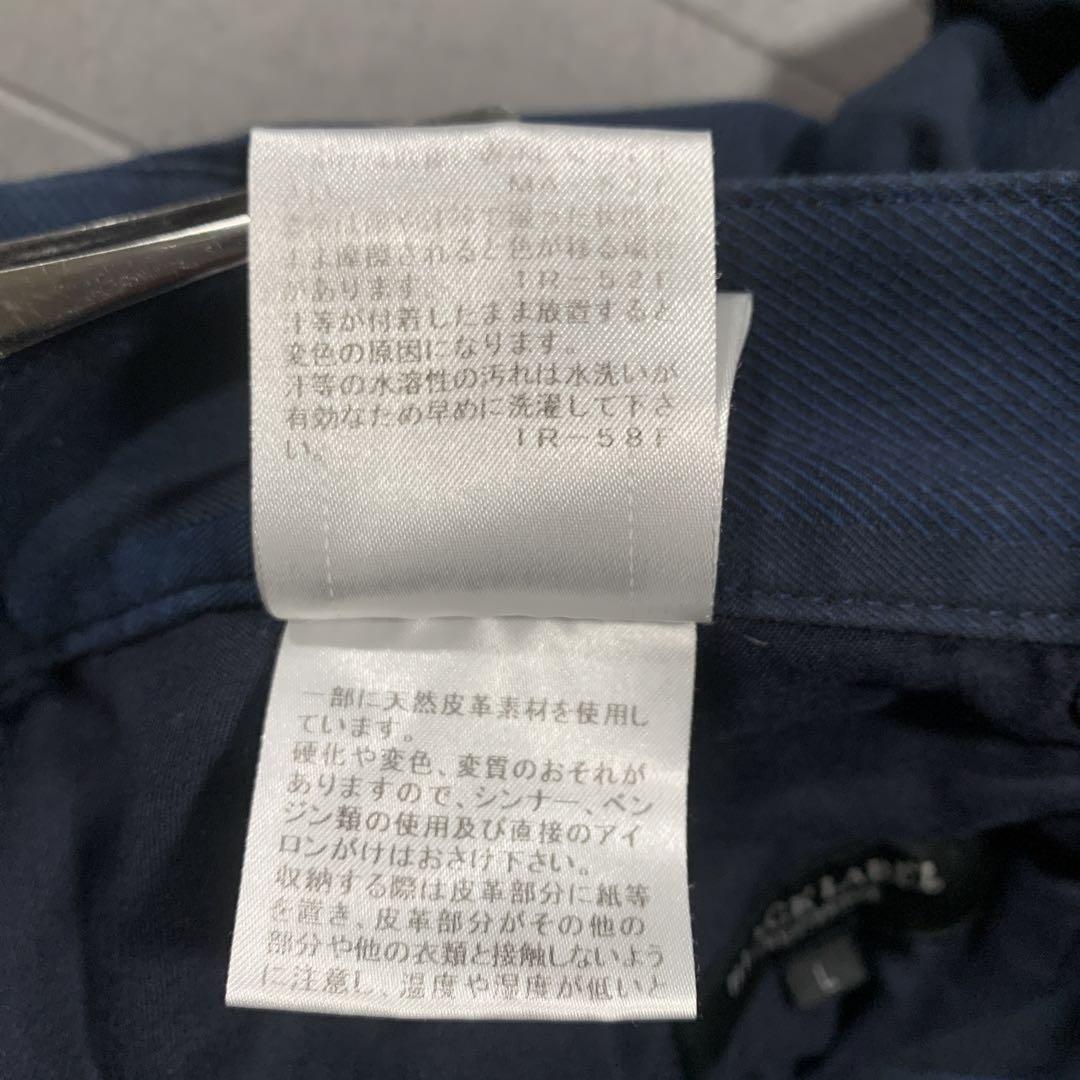 MA
まま摩擦されると色が移る場合
があります。 IR-52F
汗等が付着したまま放置すると
変色の原因になります。
汗等の水溶性の汚れは水洗いが
有効なため早めに洗濯して下さ
い。 IR-58F
一部に天然皮革素材を使用し
ています。
硬化や変色、変質のおそれが
ありますので、シンナー、ベン
ジン類の使用及び直接のアイ
ロンがけはおさけ下さい。
収納する際は皮革部分に紙等
を置き、皮革部分がその他の
部分や他の衣類と接触しないよう
に注意し、温度や湿度が低いと
BLACK LABEL
L